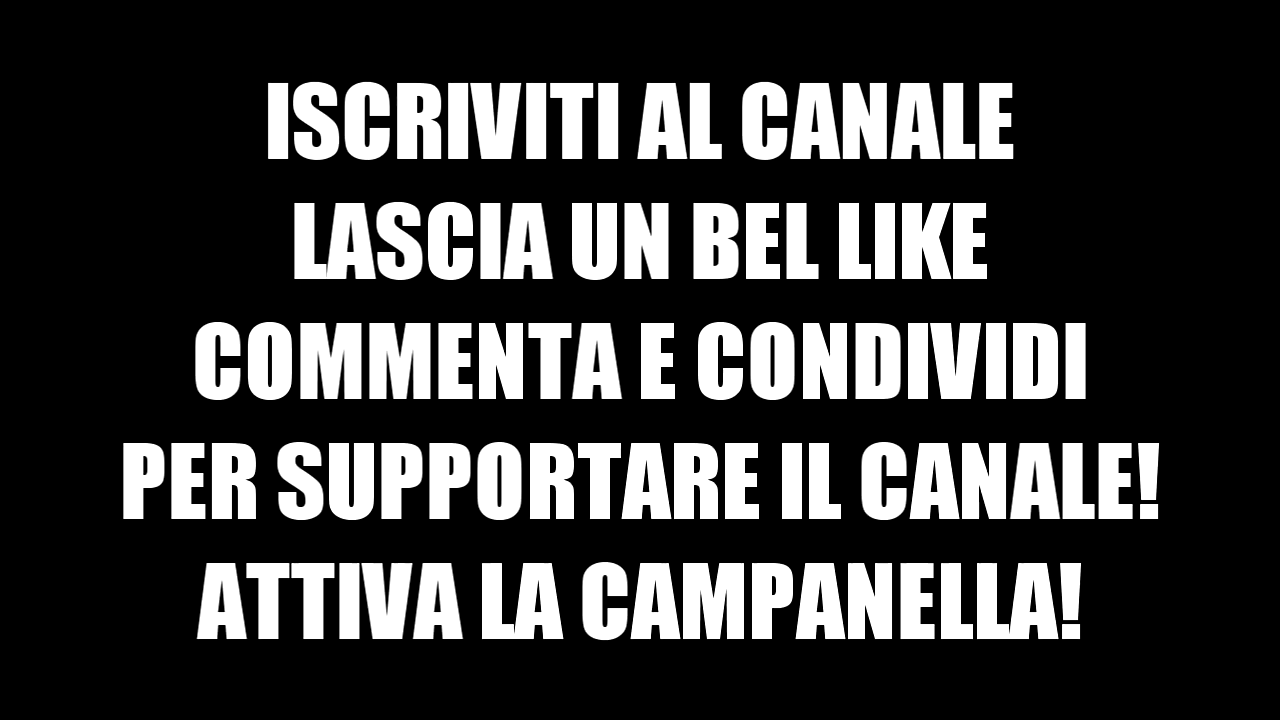 ISCRIVITI AL CANALE
LASCIA UN BEL LIKE
COMMENTA E CONDIVIDI
PER SUPPORTARE IL CANALE!
ATTIVA LA CAMPANELLA!